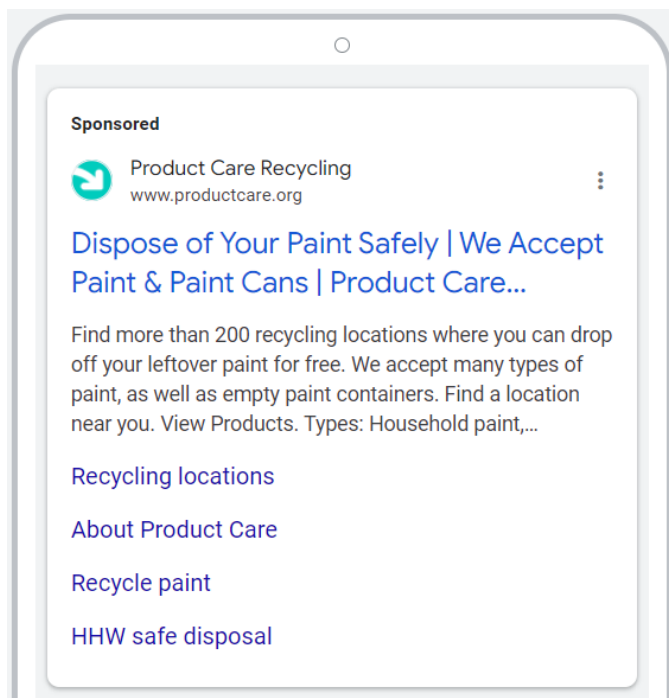 Sponsored
Product Care Recycling
www.productcare.org
Dispose of Your Paint Safely | We Accept
Paint & Paint Cans | Product Care...
Find more than 200 recycling locations where you can drop
off your leftover paint for free. We accept many types of
paint, as well as empty paint containers. Find a location
near you. View Products. Types: Household paint,...
Recycling locations
About Product Care
Recycle paint
HHW safe disposal